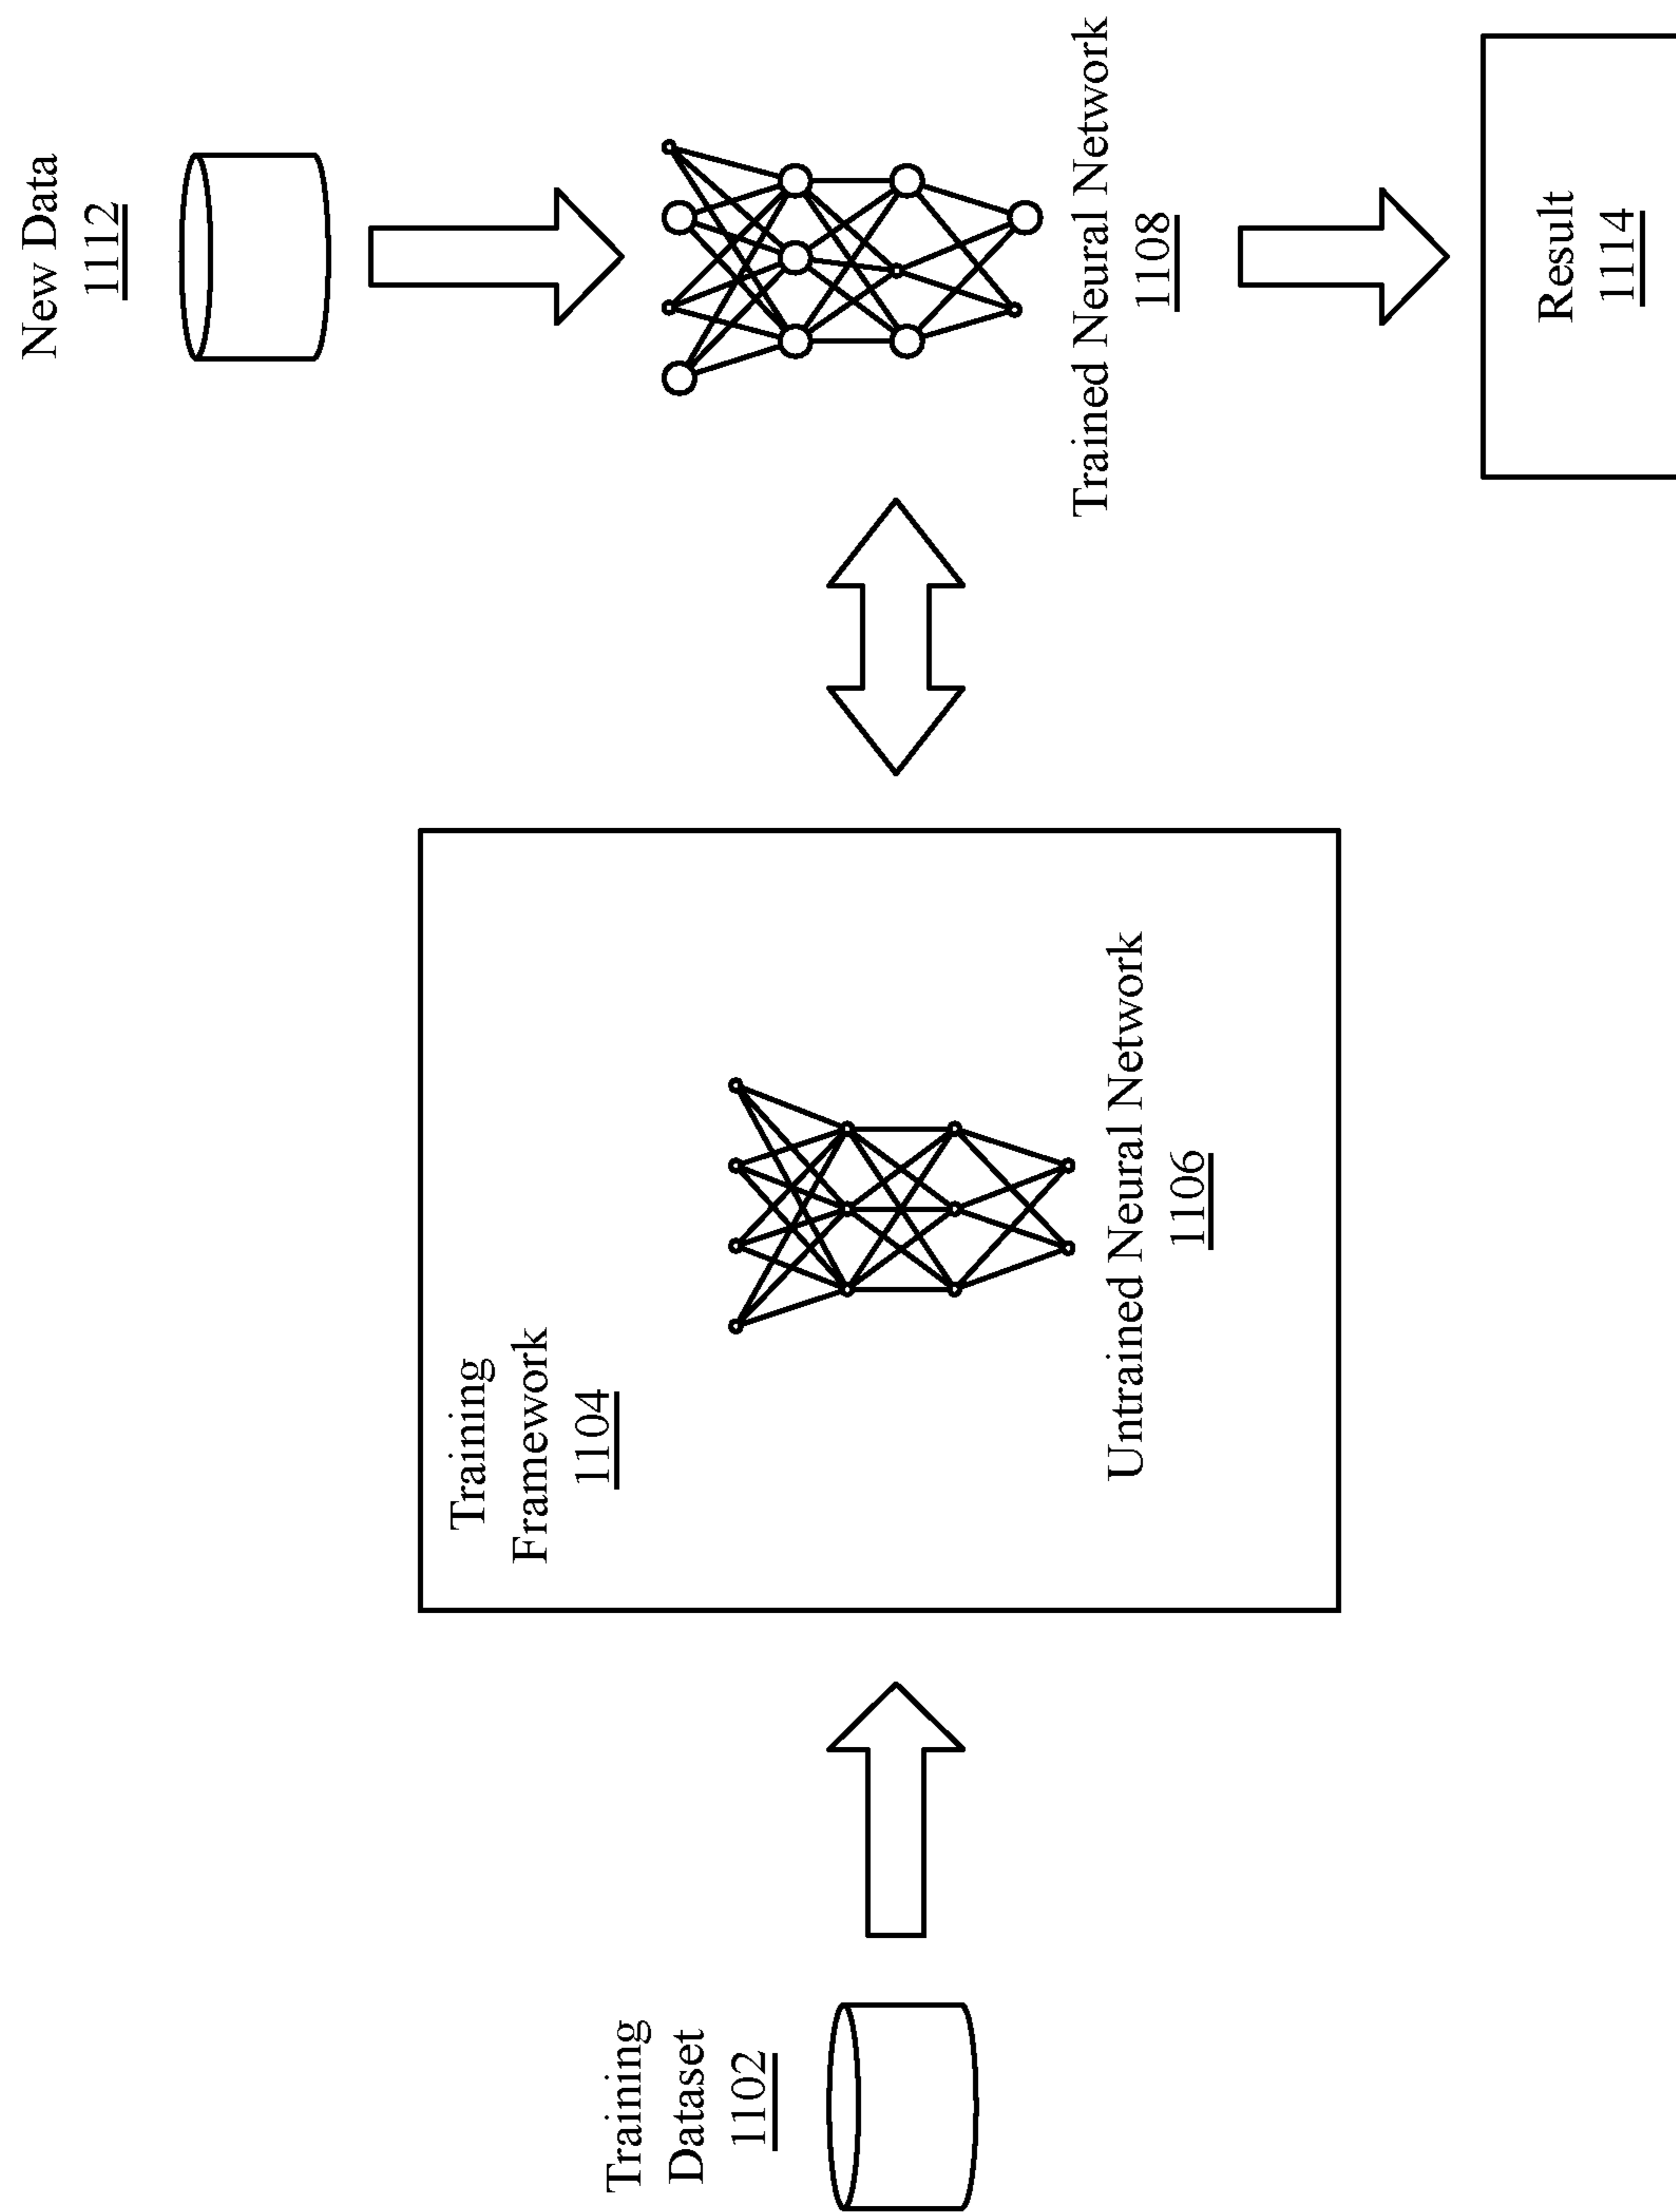 Training
Dataset
1102
Training
Framework
1104
Untrained Neural Network
1106
New Data
1112
Trained Neural Network
1108
Result
1114